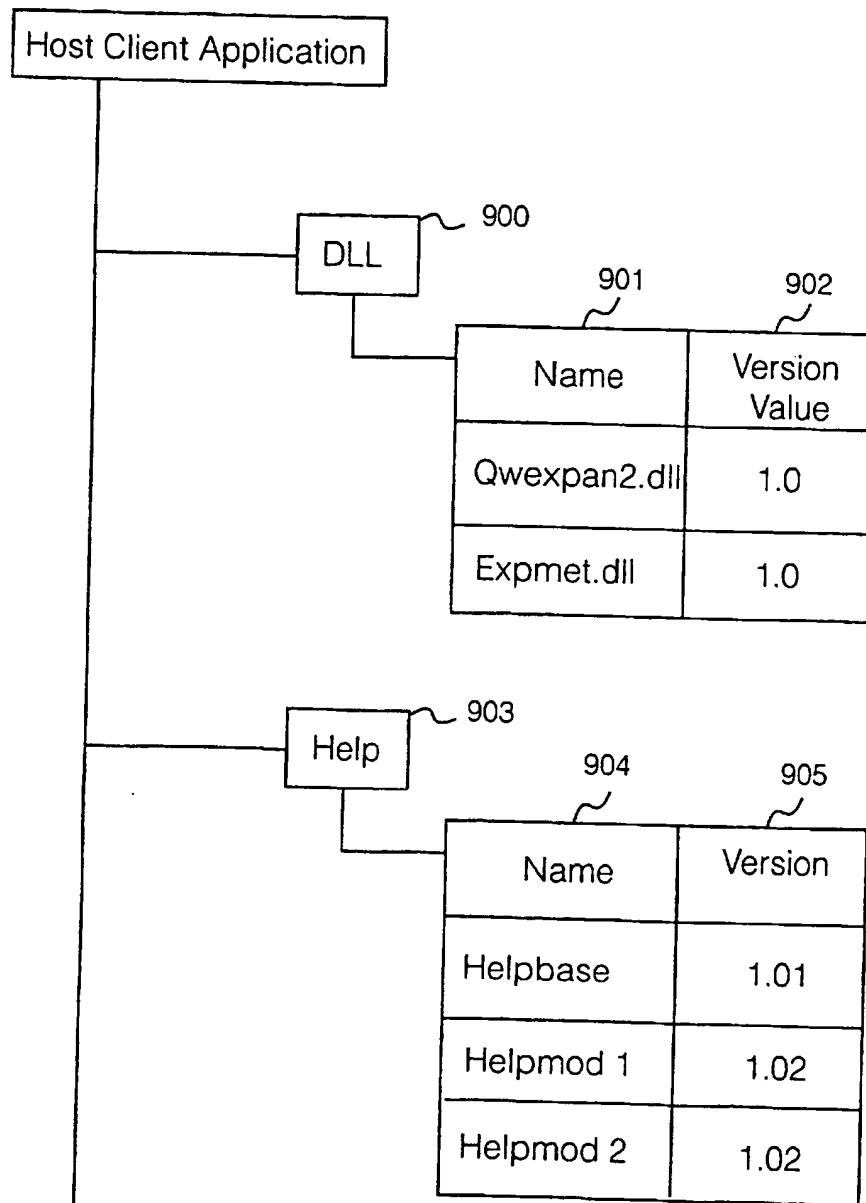 Host Client Application
900
DLL
901
902
Name
Version
Value
Qwexpan2.dll
1.0
Expmet.dll
1.0
903
Help
904
905
Name
Version
Helpbase
1.01
Helpmod 1
1.02
Helpmod 2
1.02